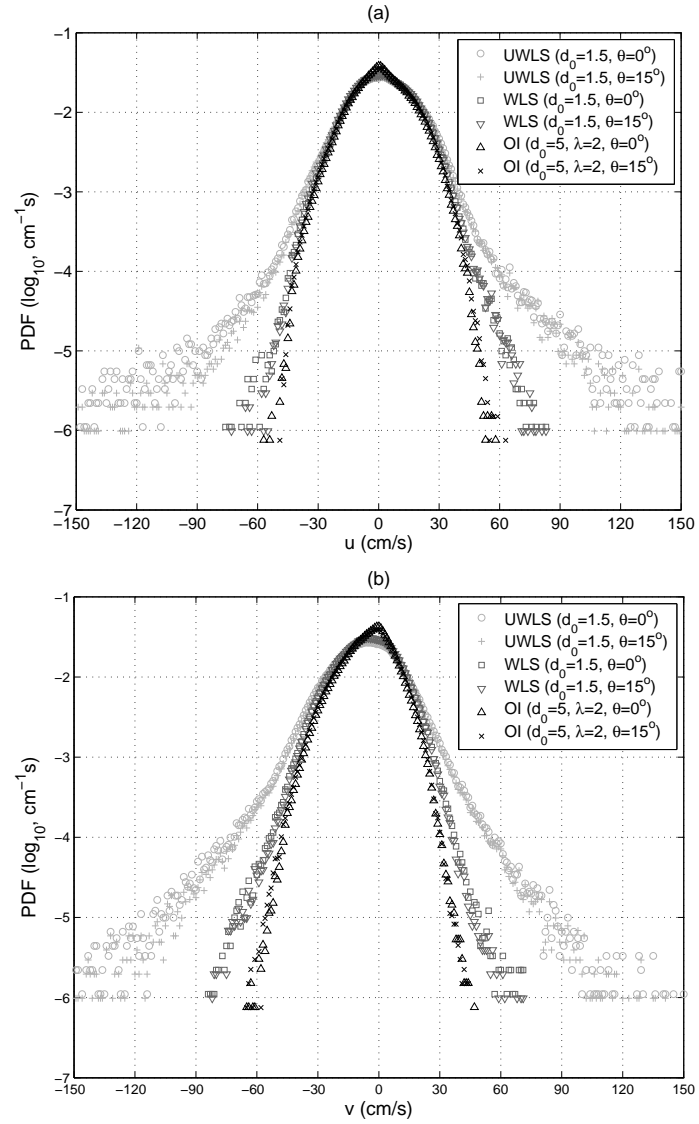 (a)
PDF (log₁₀, cm⁻¹s)
−1
−2
−3
−4
−5
−6
−7
UWLS (d₀=1.5, θ=0°)
UWLS (d₀=1.5, θ=15°)
WLS (d₀=1.5, θ=0°)
WLS (d₀=1.5, θ=15°)
OI (d₀=5, λ=2, θ=0°)
OI (d₀=5, λ=2, θ=15°)
−150 −120 −90 −60 −30 0 30 60 90 120 150
u (cm/s)
(b)
PDF (log₁₀, cm⁻¹s)
−1
−2
−3
−4
−5
−6
−7
UWLS (d₀=1.5, θ=0°)
UWLS (d₀=1.5, θ=15°)
WLS (d₀=1.5, θ=0°)
WLS (d₀=1.5, θ=15°)
OI (d₀=5, λ=2, θ=0°)
OI (d₀=5, λ=2, θ=15°)
−150 −120 −90 −60 −30 0 30 60 90 120 150
v (cm/s)